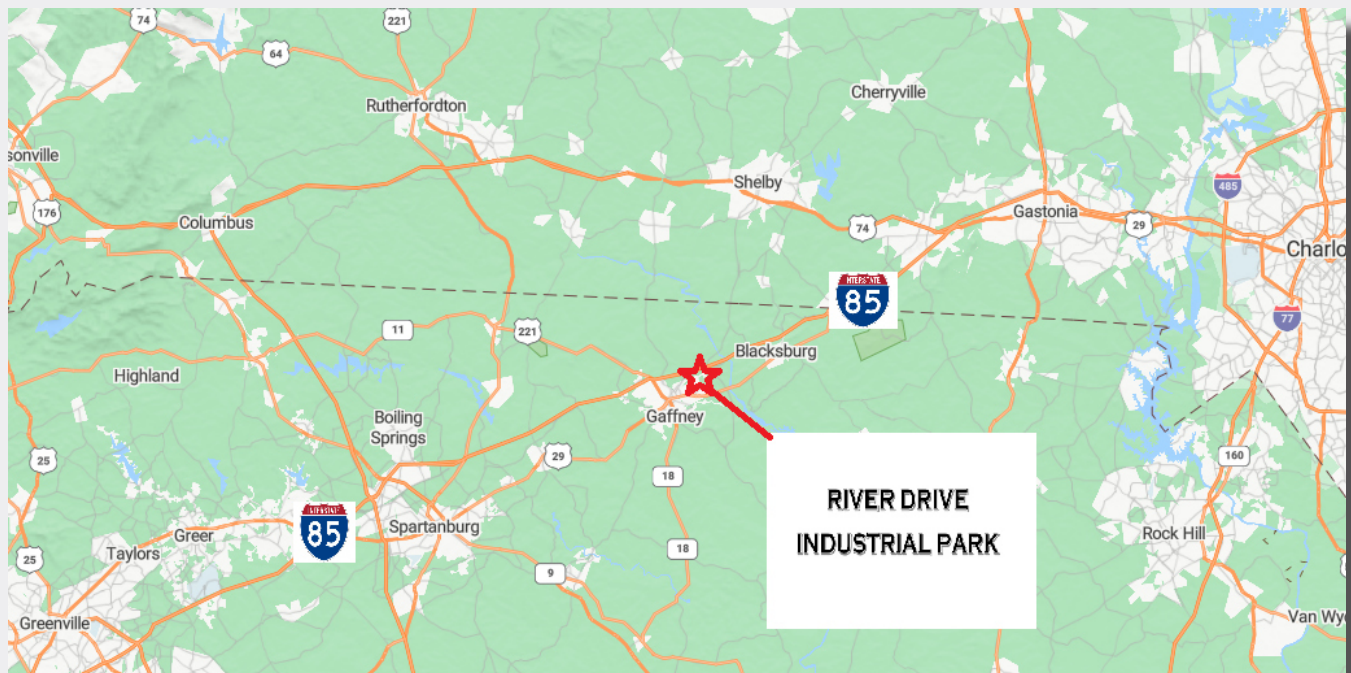 74
221
64
Rutherfordton
Cherryville
sonville
Shelby
485
176
Columbus
Gastonia
74
29
Charlo
INTERSTATE
85
77
11
221
Blacksburg
Highland
Gaffney
Boiling
Springs
25
29
18
160
RIVER DRIVE
INDUSTRIAL PARK
INTERSTATE
85
Spartanburg
Greer
Taylors
Rock Hill
25
18
9
Greenville
Van Wy